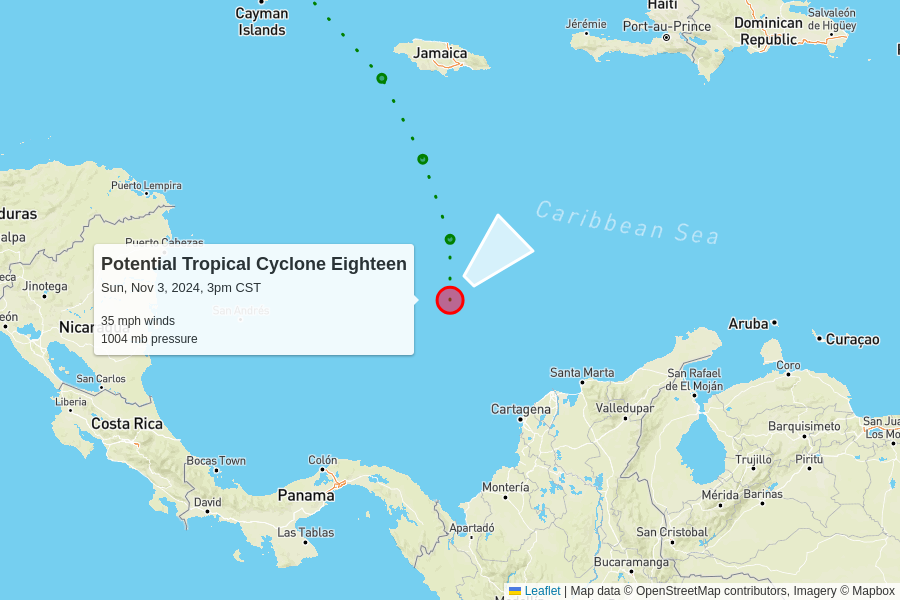 Haiti
Cayman
Islands
Jérémie
Port-au-Prince
Dominican
Republic
Salvaleón
de Higüey
Jamaica
Puerto Lempira
duras
alpa
Puerto Cabezas
Caribbean Sea
Potential Tropical Cyclone Eighteen
Sun, Nov 3, 2024, 3pm CST
35 mph winds
1004 mb pressure
eca
Jinotega
eón
San Andrés
Nicaragua
Aruba
Curaçao
San Carlos
Liberia
Costa Rica
Santa Marta
San Rafael
de El Moján
Coro
Cartagena
Valledupar
Barquisimeto
San Jua
Los Mo
Bocas Town
Colón
Trujillo
Piritu
David
Panama
Montería
Mérida
Barinas
Las Tablas
Apartadó
San Cristobal
Bucaramanga
Leaflet | Map data © OpenStreetMap contributors, Imagery © Mapbox